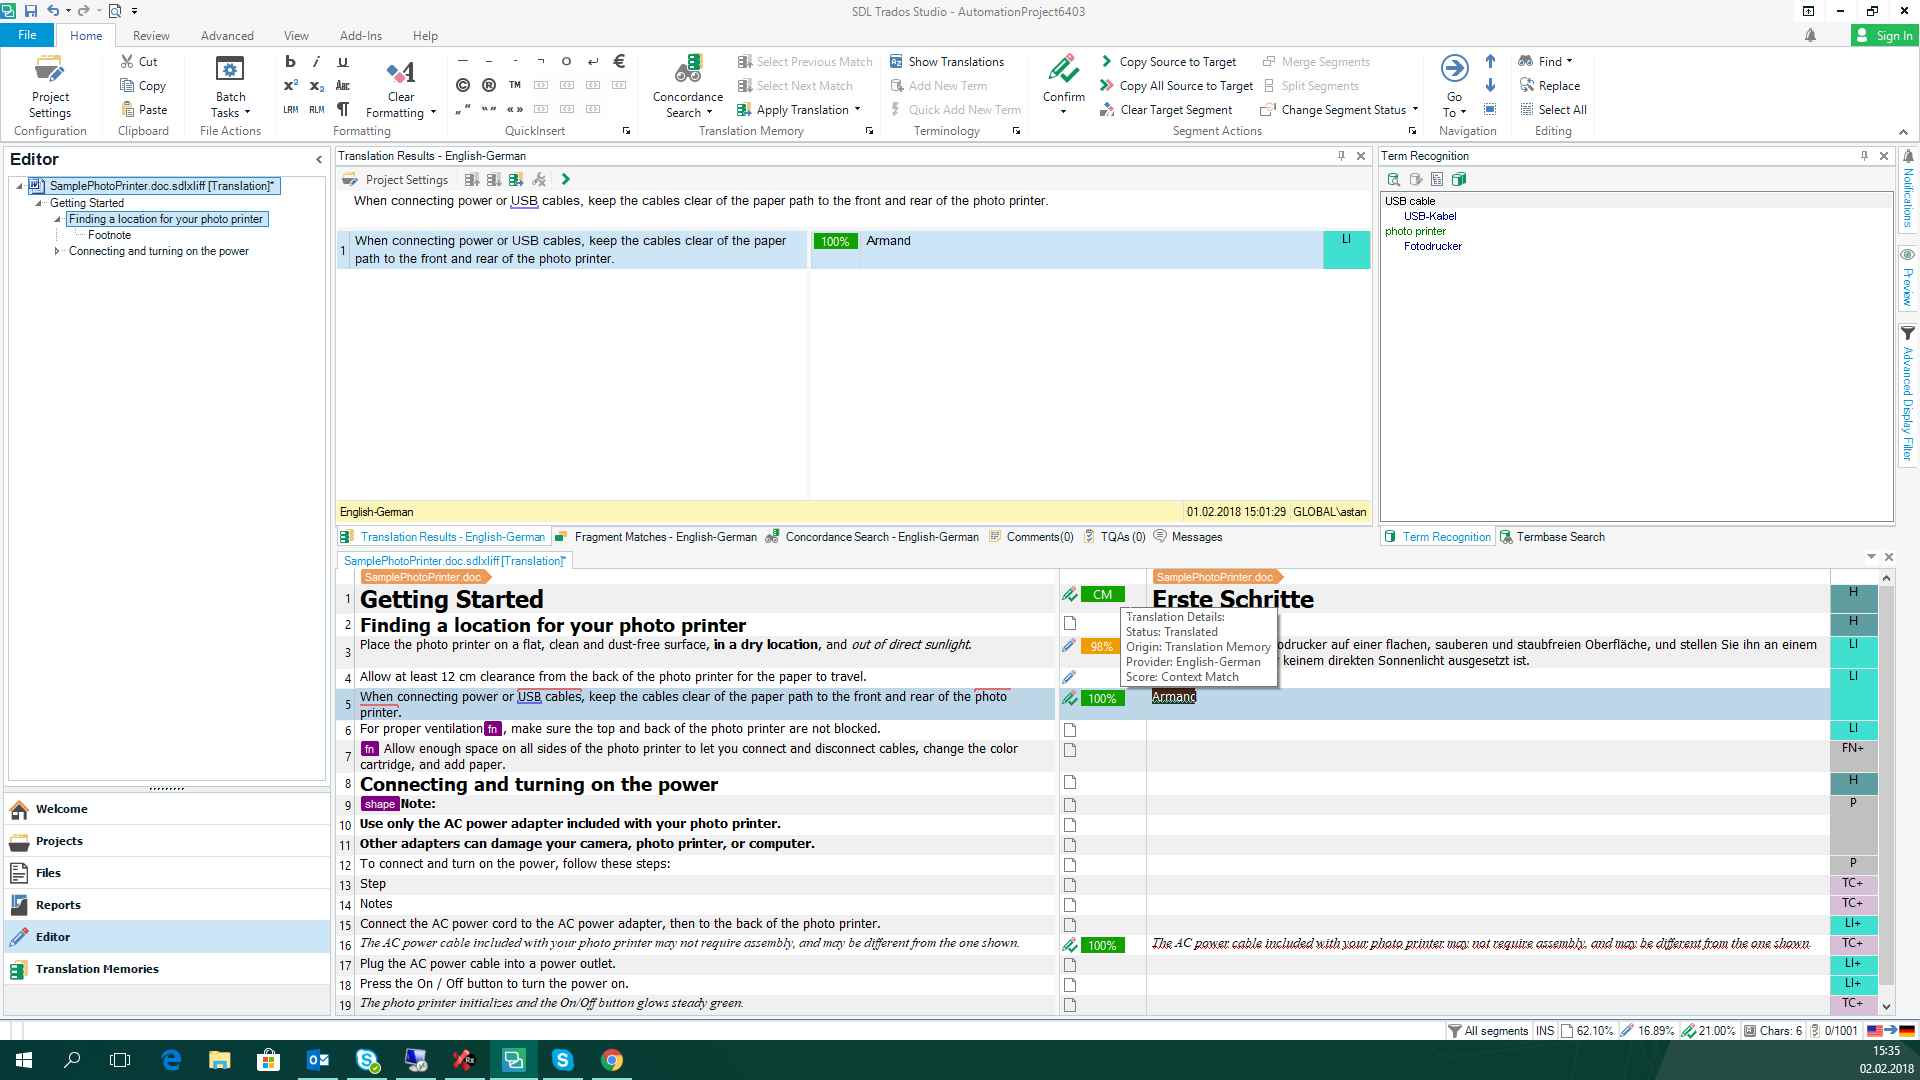 SDL Trados Studio - AutomationProject6403
File Home Review Advanced View Add-Ins Help Sign In
Project Settings
Configuration
Cut
Copy
Paste
Clipboard
Batch Tasks
File Actions
b i u
x² x₂ Abc
LRM RLM ¶
Clear Formatting
Formatting
© ® TM €
QuickInsert
Concordance Search
Select Previous Match
Select Next Match
Apply Translation
Translation Memory
Show Translations
Add New Term
Quick Add New Term
Terminology
Confirm
Copy Source to Target
Copy All Source to Target
Clear Target Segment
Merge Segments
Split Segments
Change Segment Status
Segment Actions
Go To
Navigation
Find
Replace
Select All
Editing
Editor
SamplePhotoPrinter.doc.sdlxliff [Translation]*
Getting Started
Finding a location for your photo printer
Footnote
Connecting and turning on the power
Welcome
Projects
Files
Reports
Editor
Translation Memories
Translation Results - English-German
Project Settings
When connecting power or USB cables, keep the cables clear of the paper path to the front and rear of the photo printer.
1 When connecting power or USB cables, keep the cables clear of the paper path to the front and rear of the photo printer. 100% Armand LI
English-German 01.02.2018 15:01:29 GLOBAL\astan
Translation Results - English-German Fragment Matches - English-German Concordance Search - English-German Comments(0) TQAs (0) Messages
Term Recognition
USB cable
USB-Kabel
photo printer
Fotodrucker
Term Recognition Termbase Search
Notifications
Preview
Advanced Display Filter
SamplePhotoPrinter.doc.sdlxliff [Translation]*
SamplePhotoPrinter.doc SamplePhotoPrinter.doc
1 Getting Started CM Erste Schritte H
2 Finding a location for your photo printer H
3 Place the photo printer on a flat, clean and dust-free surface, in a dry location, and out of direct sunlight. 98% odrucker auf einer flachen, sauberen und staubfreien Oberfläche, und stellen Sie ihn an einem
keinem direkten Sonnenlicht ausgesetzt ist. LI
Translation Details:
Status: Translated
Origin: Translation Memory
Provider: English-German
Score: Context Match
4 Allow at least 12 cm clearance from the back of the photo printer for the paper to travel. LI
5 When connecting power or USB cables, keep the cables clear of the paper path to the front and rear of the photo
printer. 100% Armand
6 For proper ventilation fn , make sure the top and back of the photo printer are not blocked. LI
7 fn Allow enough space on all sides of the photo printer to let you connect and disconnect cables, change the color
cartridge, and add paper. FN+
8 Connecting and turning on the power H
9 shape Note: P
10 Use only the AC power adapter included with your photo printer.
11 Other adapters can damage your camera, photo printer, or computer.
12 To connect and turn on the power, follow these steps: P
13 Step TC+
14 Notes TC+
15 Connect the AC power cord to the AC power adapter, then to the back of the photo printer. LI+
16 The AC power cable included with your photo printer may not require assembly, and may be different from the one shown. 100% The AC power cable included with your photo printer may not require assembly, and may be different from the one shown TC+
17 Plug the AC power cable into a power outlet. LI+
18 Press the On / Off button to turn the power on. LI+
19 The photo printer initializes and the On/Off button glows steady green. TC+
All segments INS 62.10% 16.89% 21.00% Chars: 6 0/1001
15:35
02.02.2018